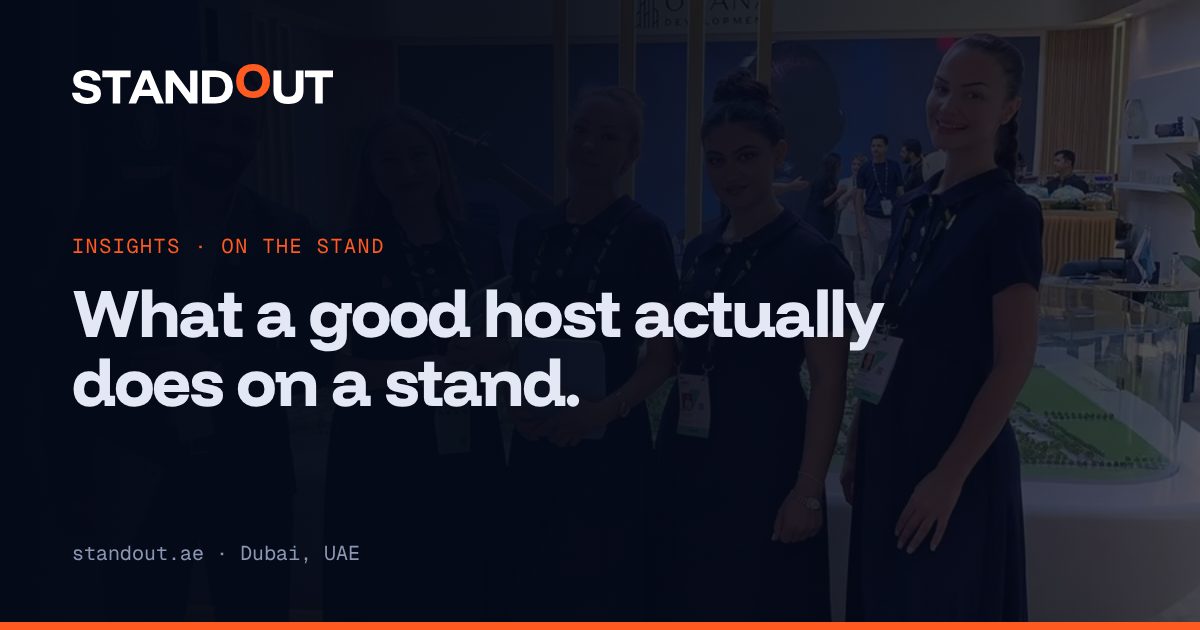 STANDOUT
INSIGHTS · ON THE STAND
What a good host actually
does on a stand.
standout.ae · Dubai, UAE